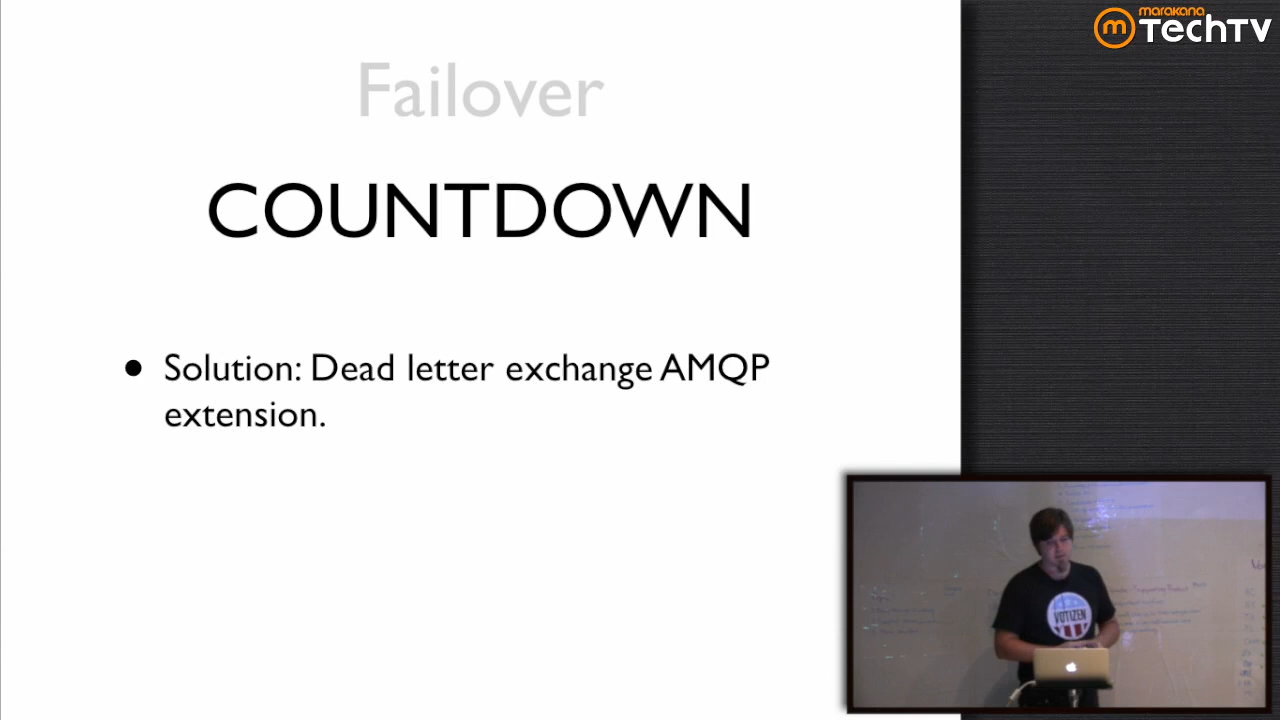 marakana
m TechTV
Failover
COUNTDOWN
• Solution: Dead letter exchange AMQP
extension.
VOTIZEN